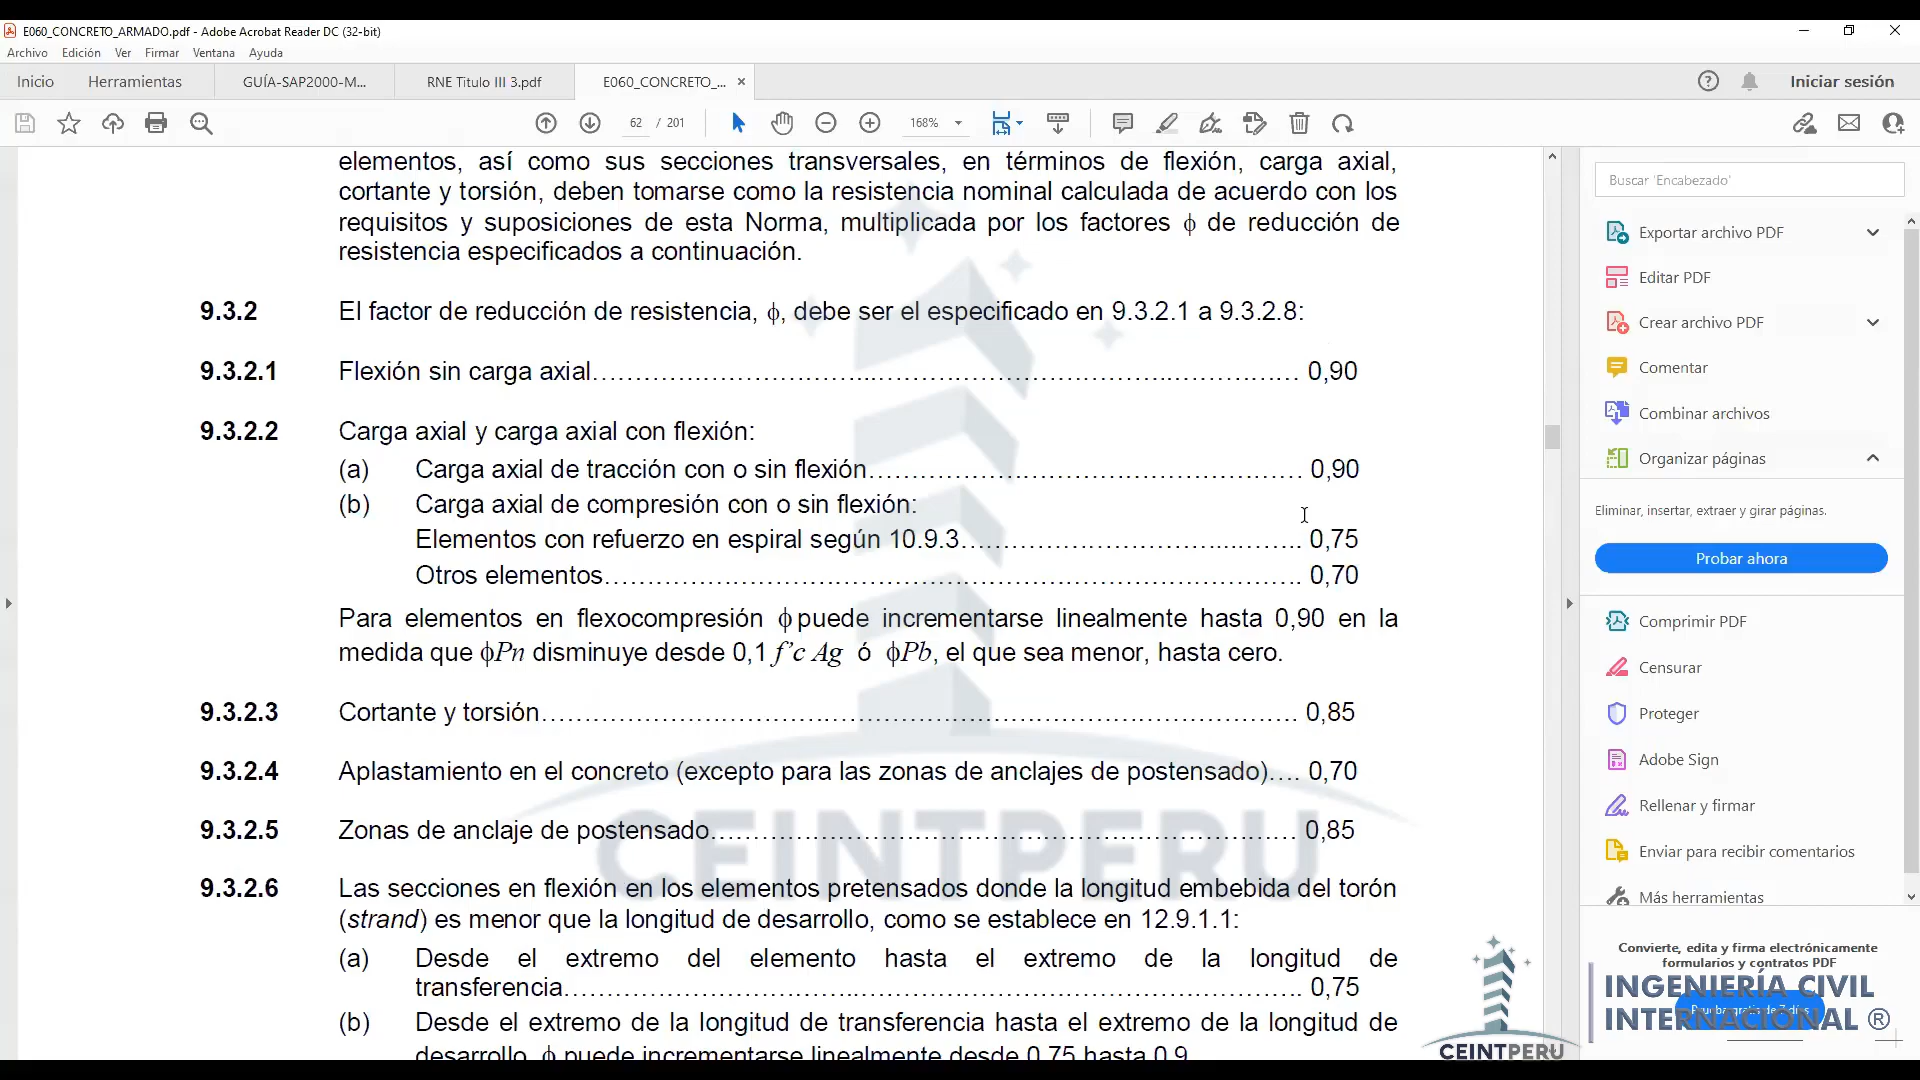 E060_CONCRETO_ARMADO.pdf - Adobe Acrobat Reader DC (32-bit)
Archivo Edición Ver Firmar Ventana Ayuda
Inicio Herramientas GUÍA-SAP2000-M... RNE Titulo III 3.pdf E060_CONCRETO_... × Iniciar sesión
62 / 201 168%
elementos, así como sus secciones transversales, en términos de flexión, carga axial,
cortante y torsión, deben tomarse como la resistencia nominal calculada de acuerdo con los
requisitos y suposiciones de esta Norma, multiplicada por los factores ϕ de reducción de
resistencia especificados a continuación.
9.3.2 El factor de reducción de resistencia, ϕ, debe ser el especificado en 9.3.2.1 a 9.3.2.8:
9.3.2.1 Flexión sin carga axial……………………………………………………………………… 0,90
9.3.2.2 Carga axial y carga axial con flexión:
(a) Carga axial de tracción con o sin flexión………………………………………… 0,90
(b) Carga axial de compresión con o sin flexión:
Elementos con refuerzo en espiral según 10.9.3………………………………… 0,75
Otros elementos…………………………………………………………………… 0,70
Para elementos en flexocompresión ϕ puede incrementarse linealmente hasta 0,90 en la
medida que ϕPn disminuye desde 0,1 f’c Ag ó ϕPb, el que sea menor, hasta cero.
9.3.2.3 Cortante y torsión………………………………………………………………………… 0,85
9.3.2.4 Aplastamiento en el concreto (excepto para las zonas de anclajes de postensado)…. 0,70
9.3.2.5 Zonas de anclaje de postensado………………………………………………………… 0,85
9.3.2.6 Las secciones en flexión en los elementos pretensados donde la longitud embebida del torón
(strand) es menor que la longitud de desarrollo, como se establece en 12.9.1.1:
(a) Desde el extremo del elemento hasta el extremo de la longitud de
transferencia………………………………………………………………………… 0,75
(b) Desde el extremo de la longitud de transferencia hasta el extremo de la longitud de
desarrollo, ϕ puede incrementarse linealmente desde 0,75 hasta 0,9
CEINTPERU
Buscar 'Encabezado'
Exportar archivo PDF
Editar PDF
Crear archivo PDF
Comentar
Combinar archivos
Organizar páginas
Eliminar, insertar, extraer y girar páginas.
Probar ahora
Comprimir PDF
Censurar
Proteger
Adobe Sign
Rellenar y firmar
Enviar para recibir comentarios
Más herramientas
Convierte, edita y firma electrónicamente
formularios y contratos PDF
INGENIERÍA CIVIL
INTERNACIONAL ®
CEINTPERU